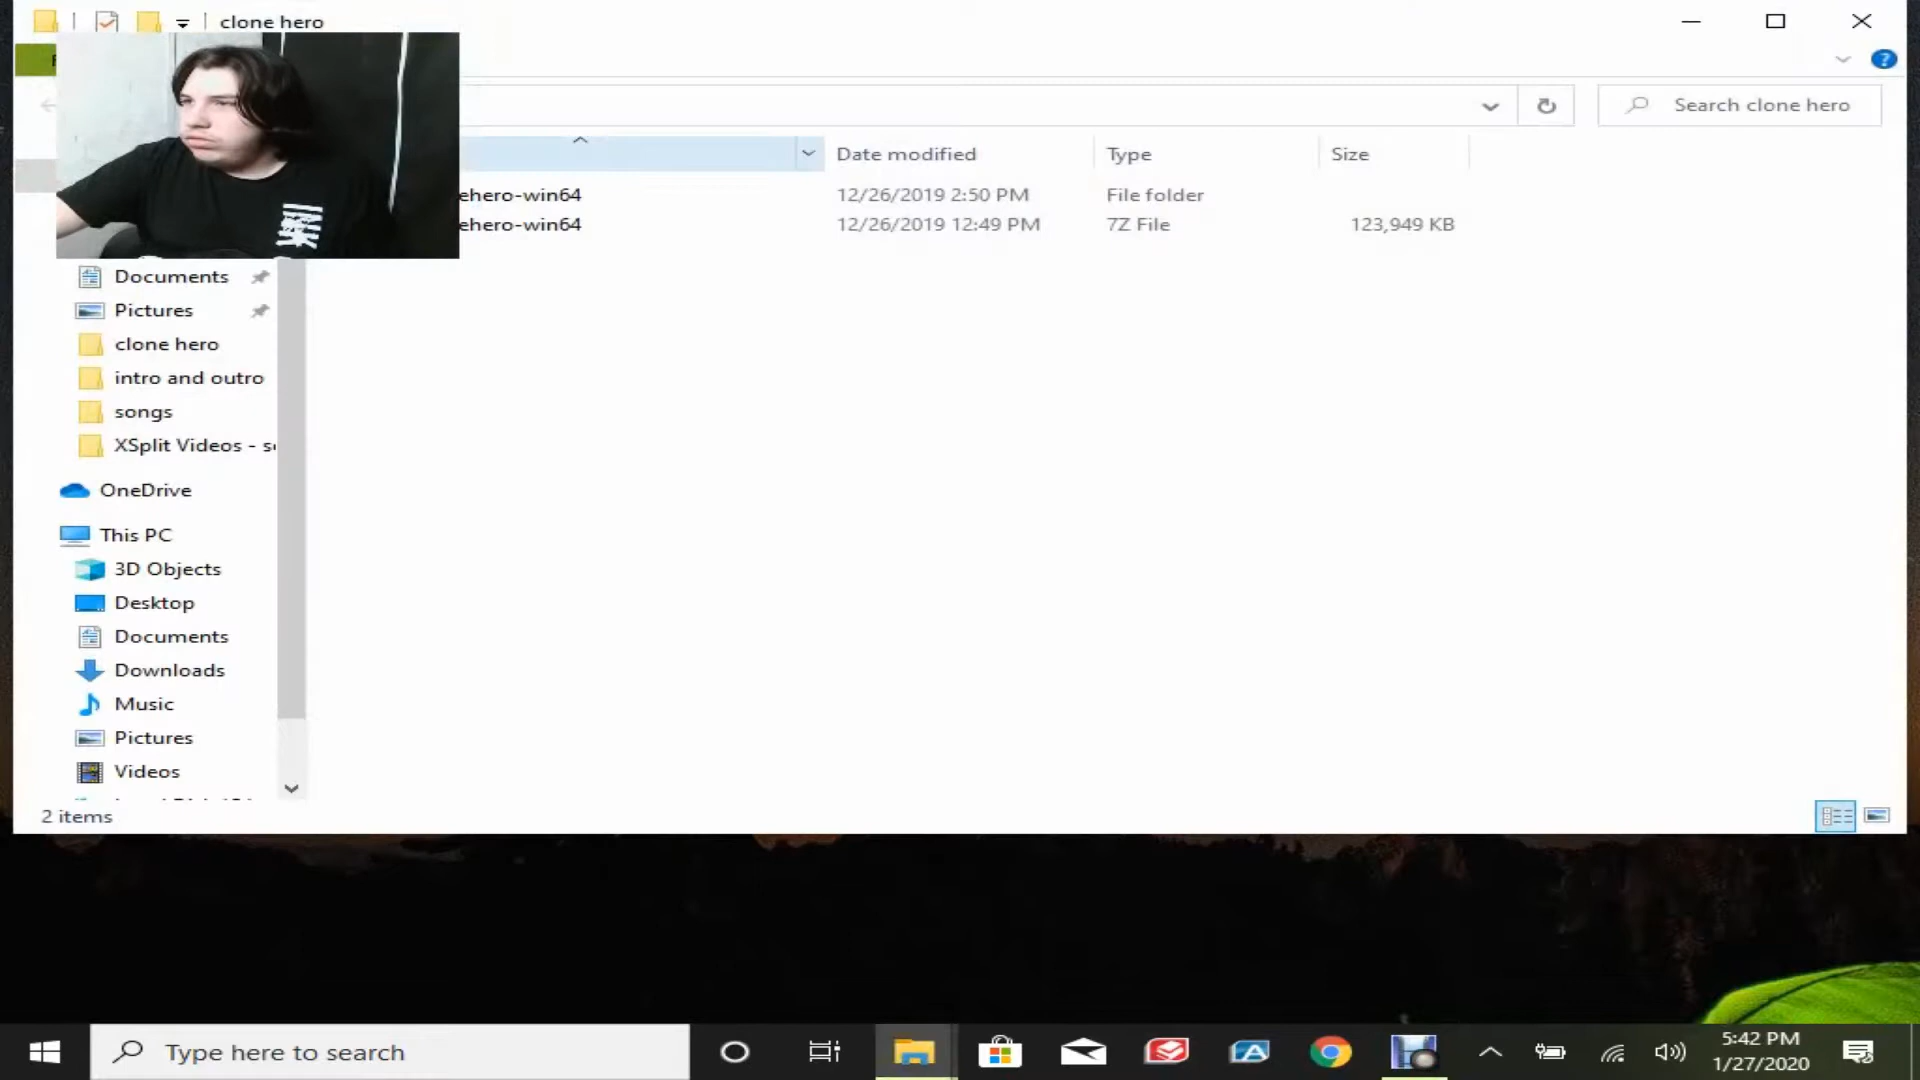 clone hero
Search clone hero
Date modified
Type
Size
ehero-win64
12/26/2019 2:50 PM
File folder
ehero-win64
12/26/2019 12:49 PM
7Z File
123,949 KB
Documents
Pictures
clone hero
intro and outro
songs
XSplit Videos - s
OneDrive
This PC
3D Objects
Desktop
Documents
Downloads
Music
Pictures
Videos
2 items
Type here to search
5:42 PM
1/27/2020